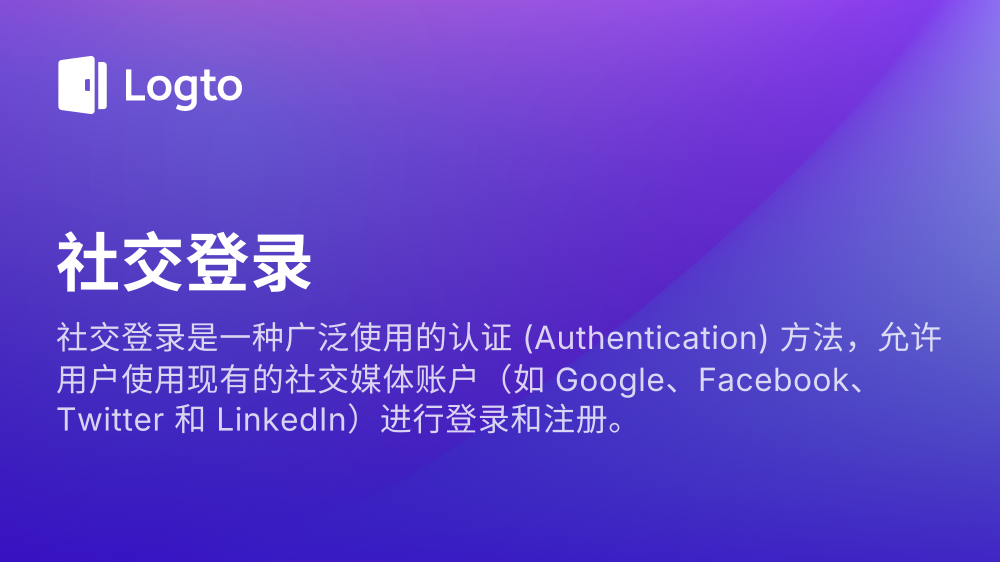 Logto
社交登录
社交登录是一种广泛使用的认证 (Authentication) 方法，允许
用户使用现有的社交媒体账户（如 Google、Facebook、
Twitter 和 LinkedIn）进行登录和注册。